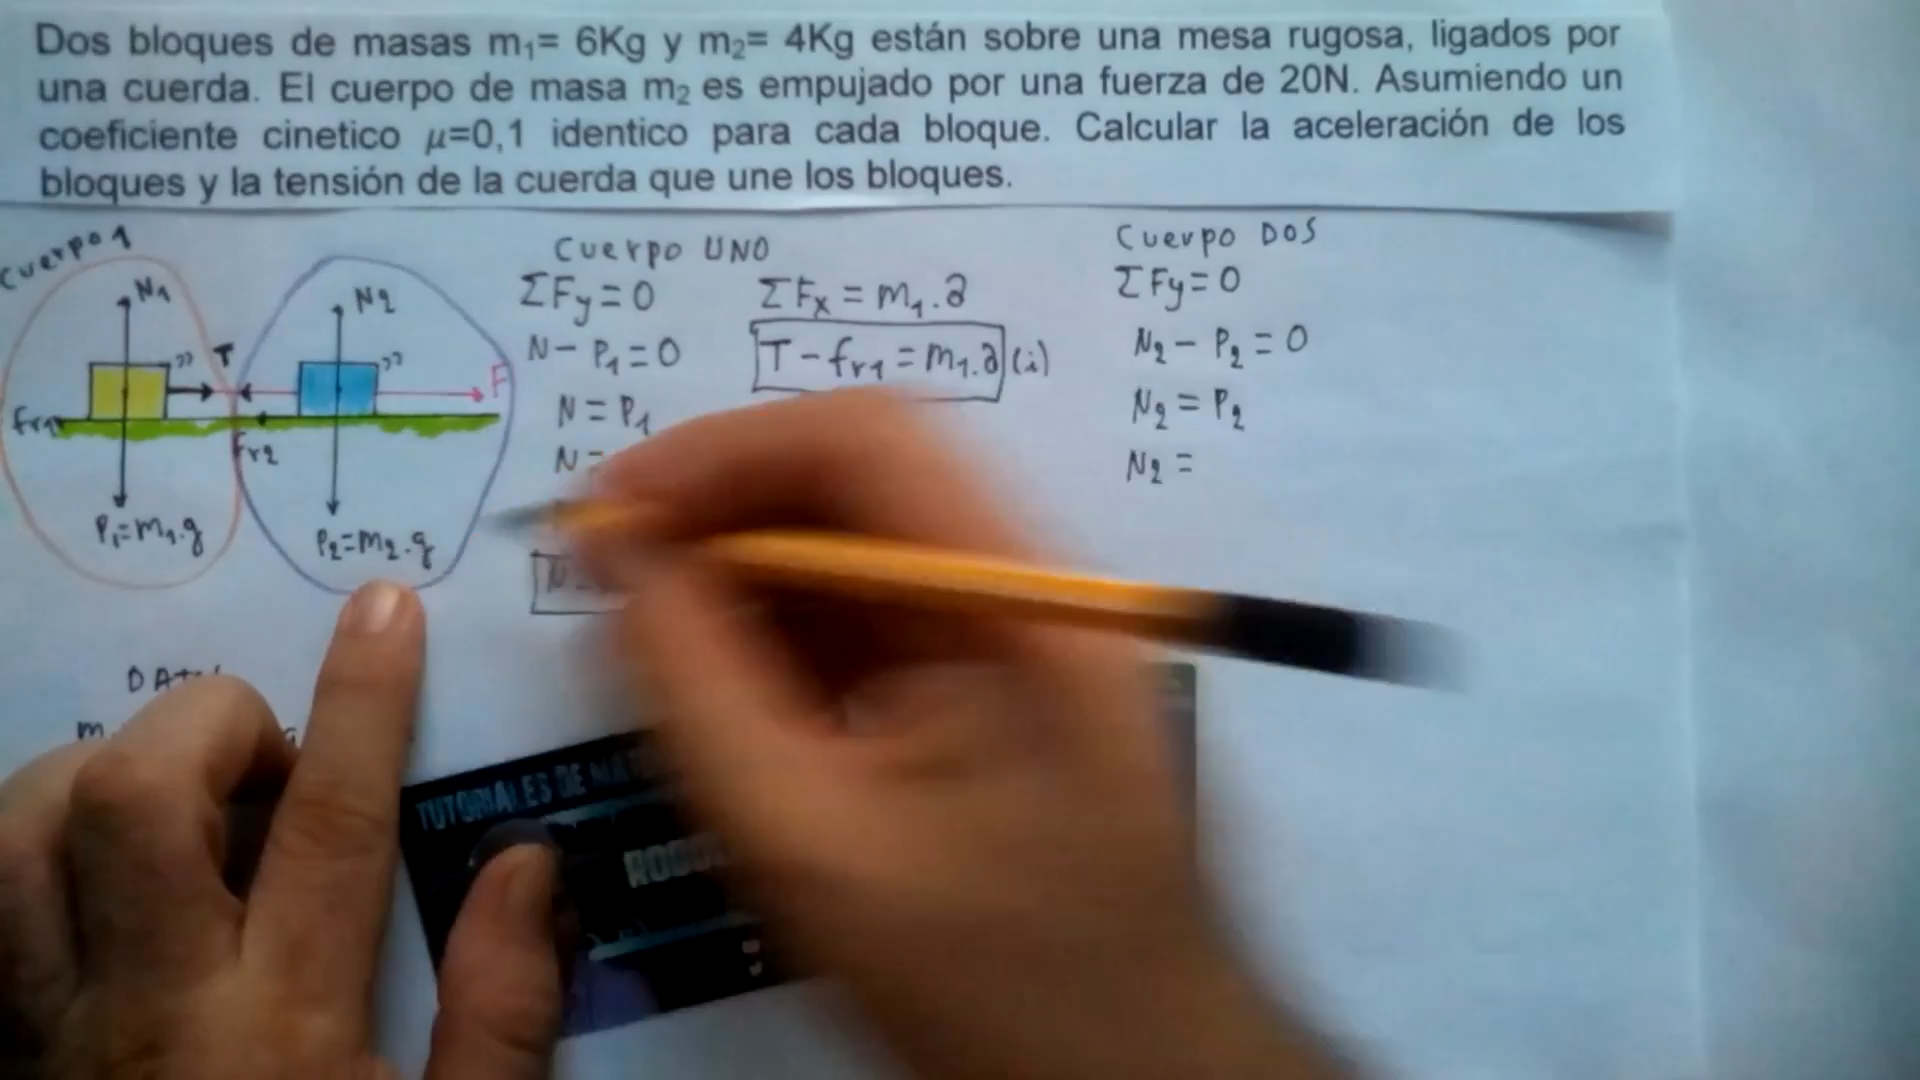 Dos bloques de masas m₁= 6Kg y m₂= 4Kg están sobre una mesa rugosa, ligados por
una cuerda. El cuerpo de masa m₂ es empujado por una fuerza de 20N. Asumiendo un
coeficiente cinetico μ=0,1 identico para cada bloque. Calcular la aceleración de los
bloques y la tensión de la cuerda que une los bloques.
Cuerpo 1
N₁
T
fr₁
P₁=m₁.g
N2
F
Fr2
P₂=m₂.g
Cuerpo UNO
ΣFy=0
N-P₁=0
N=P₁
N=
ΣFx=m₁.a
T-fr₁=m₁.a (i)
Cuerpo DOS
ΣFy=0
N₂-P₂=0
N₂=P₂
N₂=
m
TUTORIALES DE